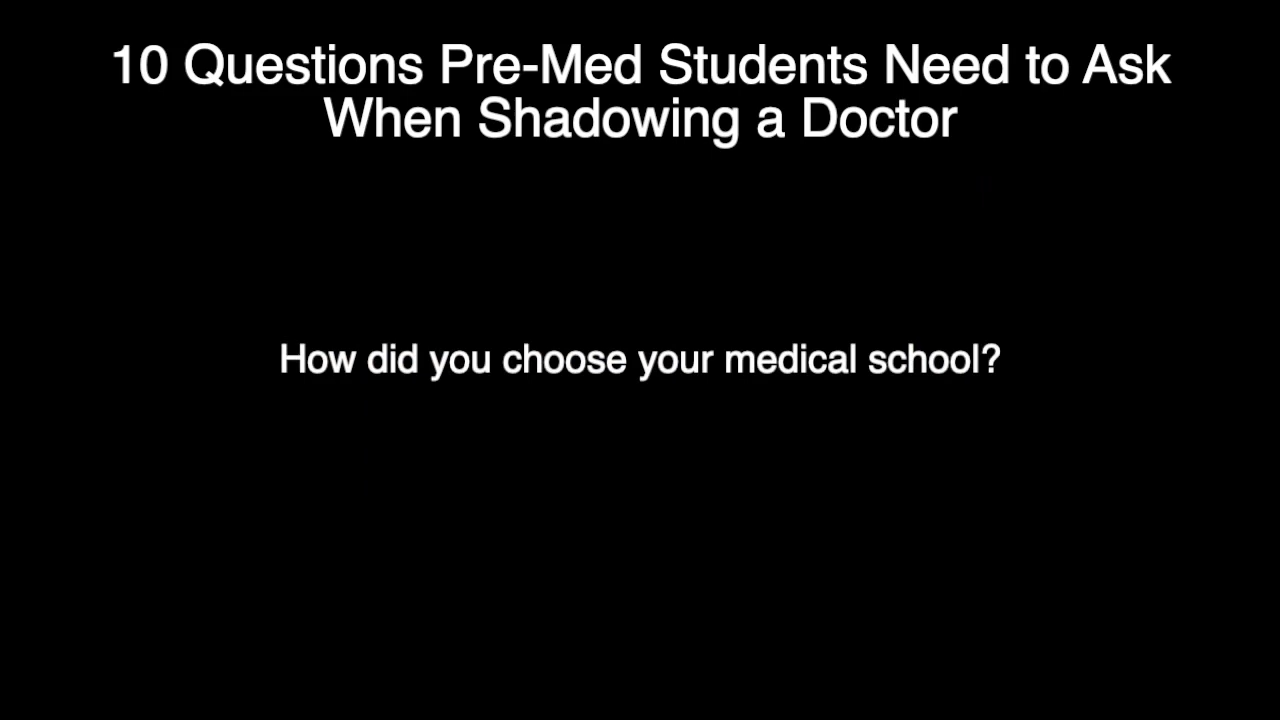 10 Questions Pre-Med Students Need to Ask
When Shadowing a Doctor
How did you choose your medical school?